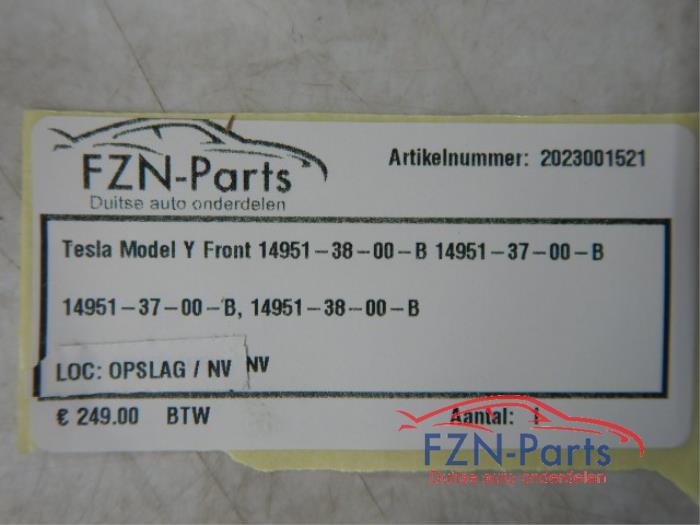 FZN-Parts
Duitse auto onderdelen
Artikelnummer: 2023001521
Tesla Model Y Front 14951-38-00-B 14951-37-00-B
14951-37-00-B, 14951-38-00-B
LOC: OPSLAG / NV NV
€ 249.00 BTW
Aantal: 1
FZN-Parts
Duitse auto onderdelen